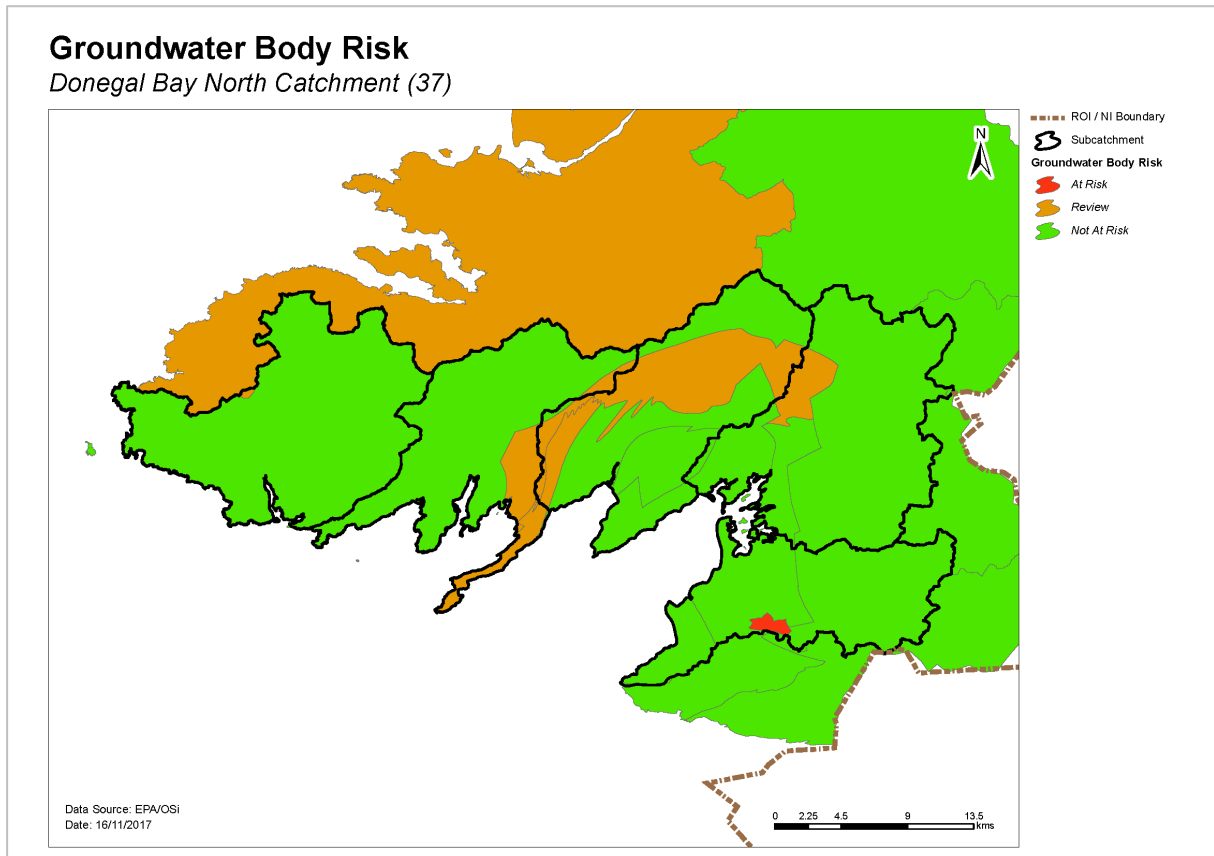 Groundwater Body Risk
Donegal Bay North Catchment (37)
ROI / NI Boundary
N
Subcatchment
Groundwater Body Risk
At Risk
Review
Not At Risk
Data Source: EPA/OSi
Date: 16/11/2017
0 2.25 4.5 9 13.5
kms